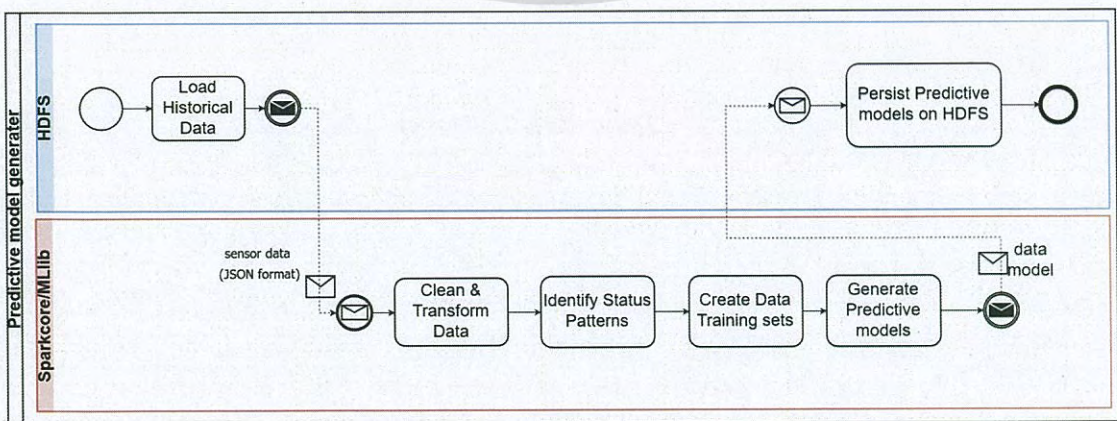 Predictive model generater
HDFS
Load
Historical
Data
Persist Predictive
models on HDFS
Sparkcore/MLlib
sensor data
(JSON format)
Clean &
Transform
Data
Identify Status
Patterns
Create Data
Training sets
Generate
Predictive
models
data
model